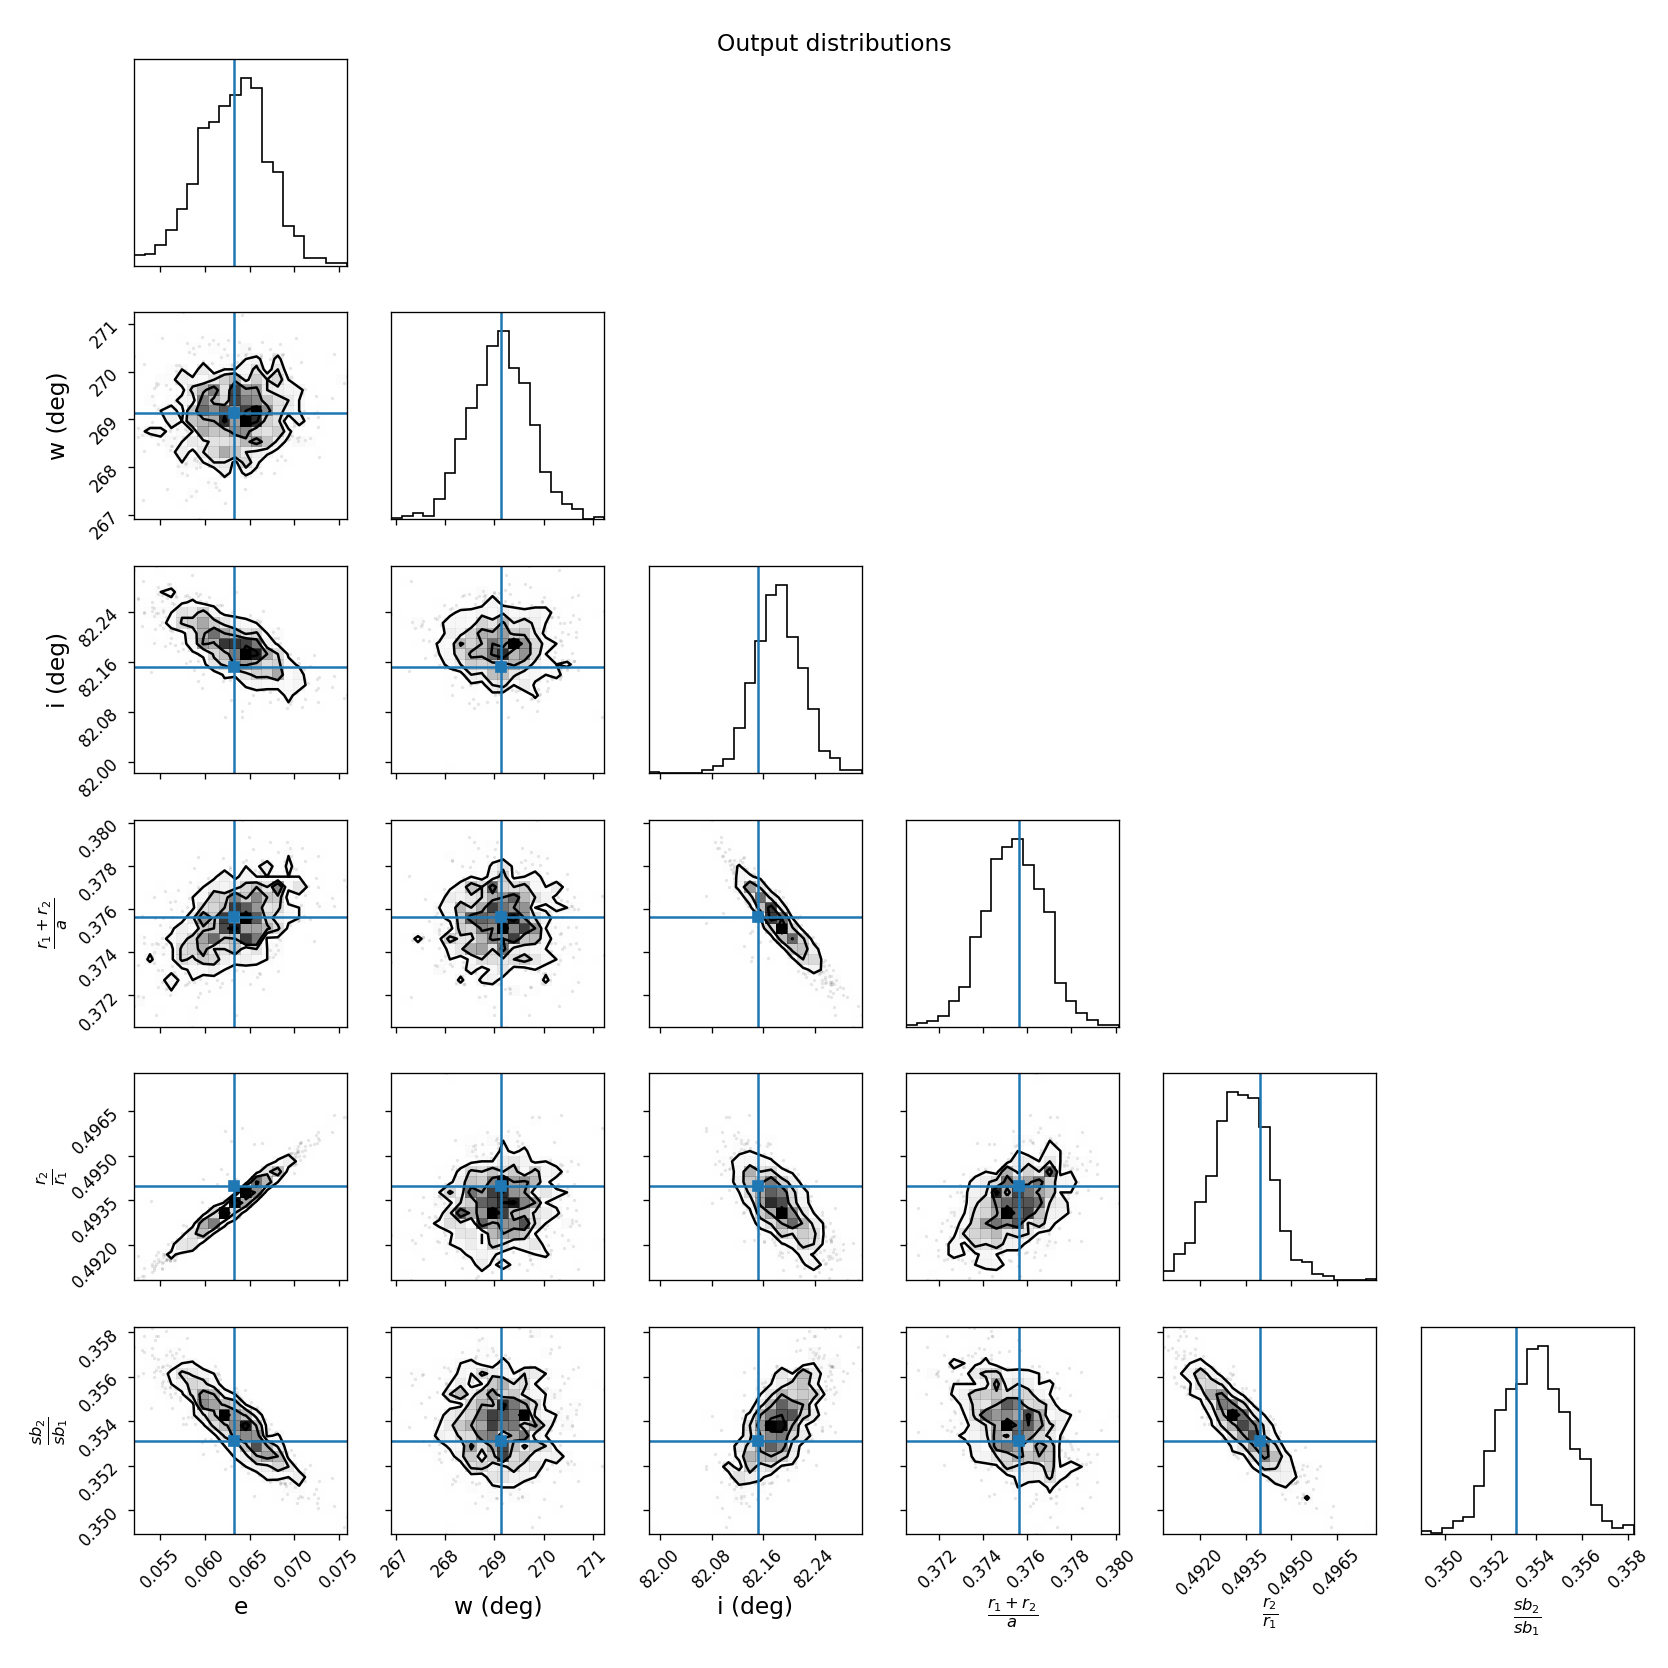 Output distributions
w (deg)
271
270
269
268
267
i (deg)
82.24
82.16
82.08
82.00
r₁ + r₂
a
0.380
0.378
0.376
0.374
0.372
r₂
r₁
0.4965
0.4950
0.4935
0.4920
sb₂
sb₁
0.358
0.356
0.354
0.352
0.350
0.055 0.060 0.065 0.070 0.075
267 268 269 270 271
82.00 82.08 82.16 82.24
0.372 0.374 0.376 0.378 0.380
0.4920 0.4935 0.4950 0.4965
0.350 0.352 0.354 0.356 0.358
e
w (deg)
i (deg)
r₁ + r₂
a
r₂
r₁
sb₂
sb₁